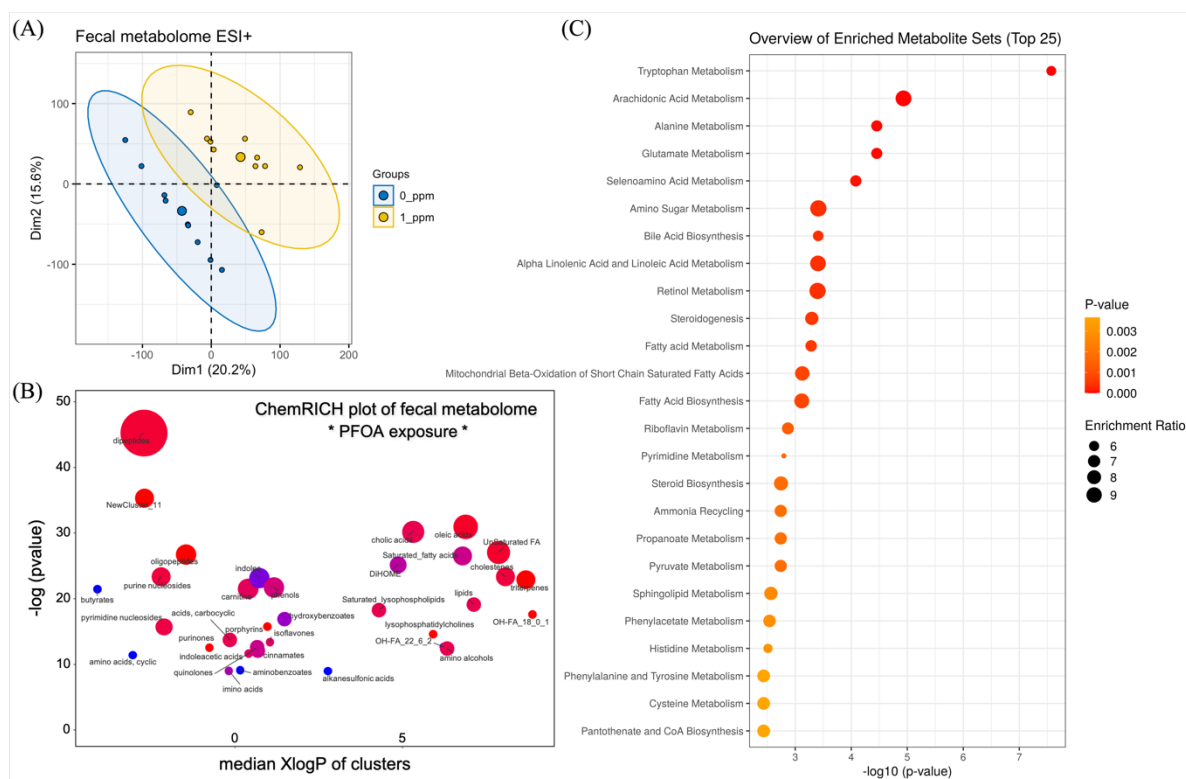 (A)
Fecal metabolome ESI+
100
0
-100
Dim2 (15.6%)
-100
0
100
200
Dim1 (20.2%)
Groups
0_ppm
1_ppm
(B)
ChemRICH plot of fecal metabolome
* PFOA exposure *
-50
40
30
20
10
0
-log (pvalue)
dipeptides
NewCluster_11
oligopeptides
purine nucleosides
butyrates
pyrimidine nucleosides
amino acids, cyclic
indoles
carnitine
phenols
acids, carbocyclic
hydroxybenzoates
porphyrins
purinones
isoflavones
indoleacetic acids
cinnamates
quinolones
aminobenzoates
imino acids
alkanesulfonic acids
cholic acids
oleic acids
UnSaturated FA
Saturated_fatty acids
DiHOME
cholestenes
triterpenes
Saturated_lysophospholipids
lipids
lysophosphatidylcholines
OH-FA_18_0_1
OH-FA_22_6_2
amino alcohols
0
5
median XlogP of clusters
(C)
Overview of Enriched Metabolite Sets (Top 25)
Tryptophan Metabolism
Arachidonic Acid Metabolism
Alanine Metabolism
Glutamate Metabolism
Selenoamino Acid Metabolism
Amino Sugar Metabolism
Bile Acid Biosynthesis
Alpha Linolenic Acid and Linoleic Acid Metabolism
Retinol Metabolism
Steroidogenesis
Fatty acid Metabolism
Mitochondrial Beta-Oxidation of Short Chain Saturated Fatty Acids
Fatty Acid Biosynthesis
Riboflavin Metabolism
Pyrimidine Metabolism
Steroid Biosynthesis
Ammonia Recycling
Propanoate Metabolism
Pyruvate Metabolism
Sphingolipid Metabolism
Phenylacetate Metabolism
Histidine Metabolism
Phenylalanine and Tyrosine Metabolism
Cysteine Metabolism
Pantothenate and CoA Biosynthesis
3
4
5
6
7
-log10 (p-value)
P-value
0.003
0.002
0.001
0.000
Enrichment Ratio
6
7
8
9